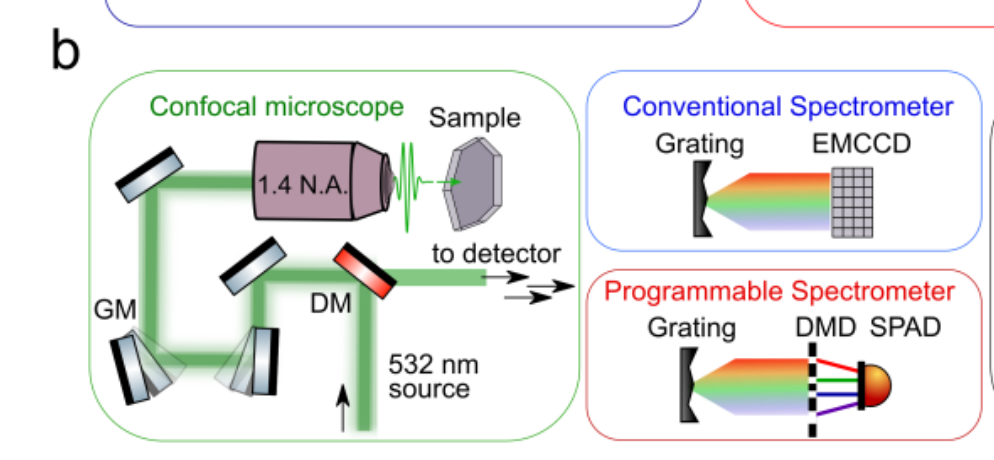 b
Confocal microscope
Sample
1.4 N.A.
to detector
DM
GM
532 nm
source
Conventional Spectrometer
Grating EMCCD
Programmable Spectrometer
Grating DMD SPAD